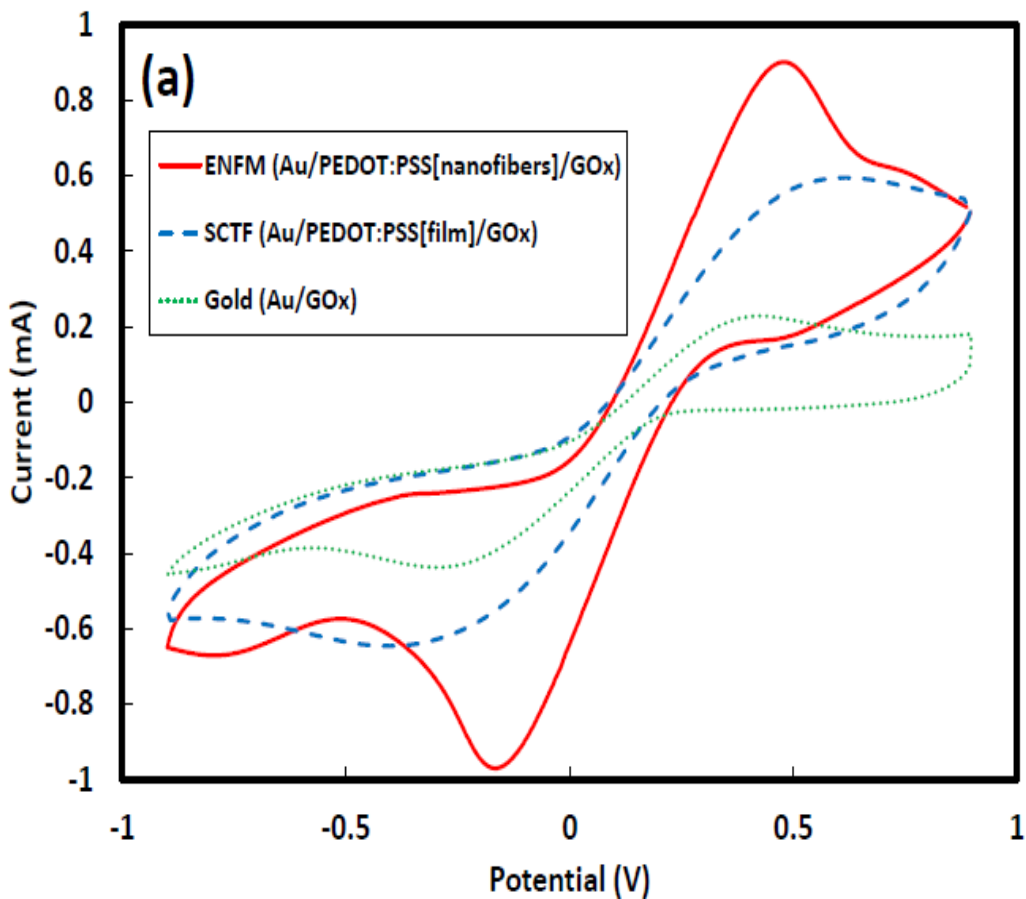 (a)
ENFM (Au/PEDOT:PSS[nanofibers]/GOx)
SCTF (Au/PEDOT:PSS[film]/GOx)
Gold (Au/GOx)
Current (mA)
1
0.8
0.6
0.4
0.2
0
-0.2
-0.4
-0.6
-0.8
-1
-1 -0.5 0 0.5 1
Potential (V)